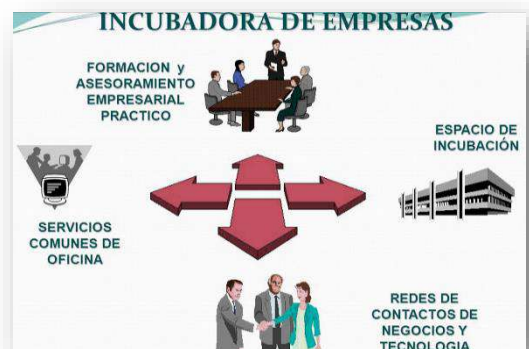 INCUBADORA DE EMPRESAS
FORMACION y
ASESORAMIENTO
EMPRESARIAL
PRACTICO
ESPACIO DE
INCUBACIÓN
SERVICIOS
COMUNES DE
OFICINA
REDES DE
CONTACTOS DE
NEGOCIOS Y
TECNOLOGIA